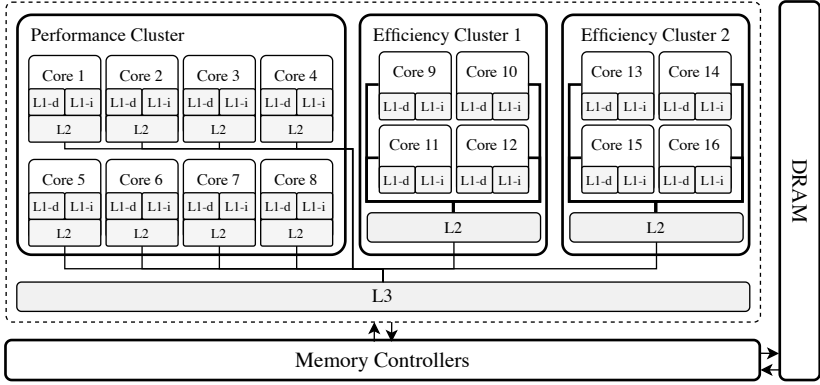 Performance Cluster
Core 1 Core 2 Core 3 Core 4
L1-d L1-i L1-d L1-i L1-d L1-i L1-d L1-i
L2 L2 L2 L2
Core 5 Core 6 Core 7 Core 8
L1-d L1-i L1-d L1-i L1-d L1-i L1-d L1-i
L2 L2 L2 L2
Efficiency Cluster 1
Core 9 Core 10
L1-d L1-i L1-d L1-i
Core 11 Core 12
L1-d L1-i L1-d L1-i
L2
Efficiency Cluster 2
Core 13 Core 14
L1-d L1-i L1-d L1-i
Core 15 Core 16
L1-d L1-i L1-d L1-i
L2
L3
Memory Controllers
DRAM